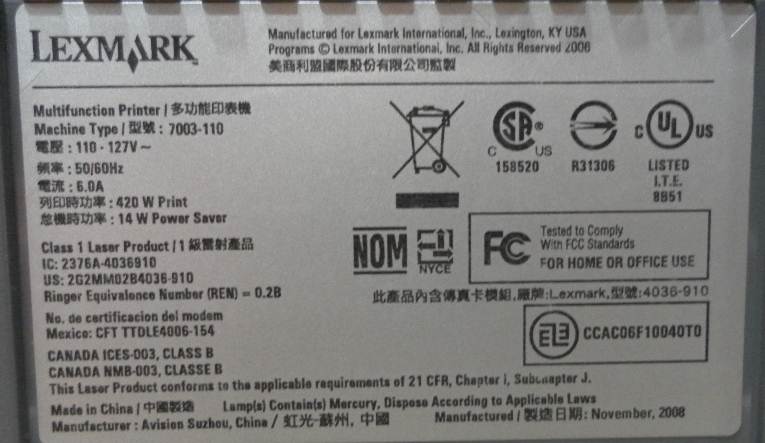 LEXMARK
Manufactured for Lexmark International, Inc., Lexington, KY USA
Programs © Lexmark International, Inc. All Rights Reserved 2006
美商利盟國際股份有限公司監製
Multifunction Printer / 多功能印表機
Machine Type / 型號 : 7003-110
電壓 : 110 - 127V ~
頻率 : 50/60Hz
電流 : 6.0A
列印時功率 : 420 W Print
怠機時功率 : 14 W Power Saver
SA
C US
158520
R31306
C UL US
LISTED
I.T.E.
8B51
Class 1 Laser Product / 1 級雷射產品
IC: 2376A-4036910
US: 2G2MM02B4036-910
Ringer Equivalence Number (REN) = 0.2B
NOM
NYCE
FC
Tested to Comply
With FCC Standards
FOR HOME OR OFFICE USE
此產品內含傳真卡模組,廠牌:Lexmark,型號:4036-910
No. de certificacion del modem
Mexico: CFT TTDLE4006-154
CCAC06F10040T0
CANADA ICES-003, CLASS B
CANADA NMB-003, CLASSE B
This Laser Product conforms to the applicable requirements of 21 CFR, Chapter I, Subchapter J.
Made in China / 中國製造 Lamp(s) Contain(s) Mercury, Dispose According to Applicable Laws
Manufacturer : Avision Suzhou, China / 虹光-蘇州, 中國 Manufactured / 製造日期: November, 2008